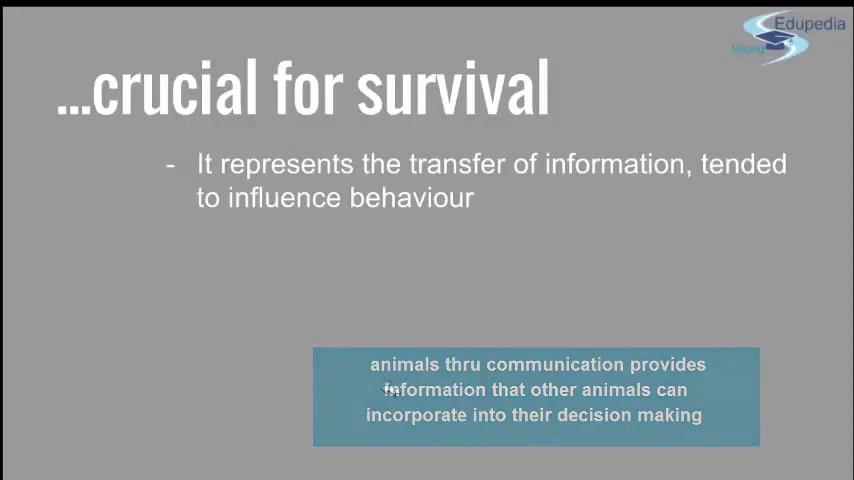 Edupedia
World
...crucial for survival
- It represents the transfer of information, tended
to influence behaviour
animals thru communication provides
information that other animals can
incorporate into their decision making